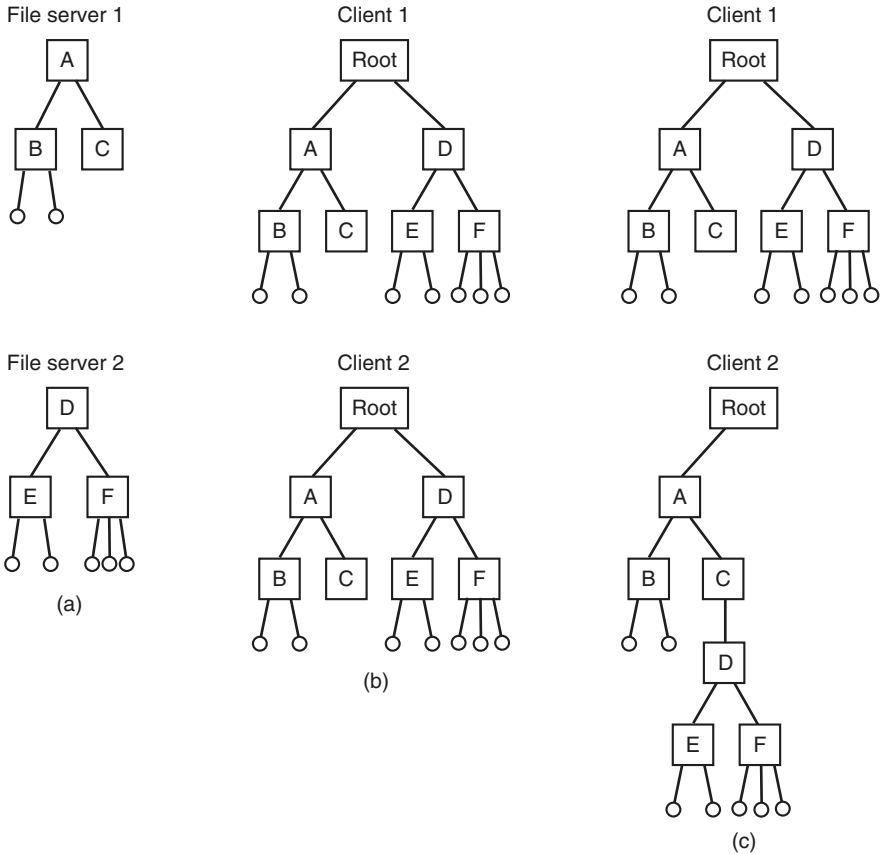 File server 1
Client 1
Client 1
A
Root
Root
B
C
A
D
A
D
B
C
E
F
B
C
E
F
File server 2
Client 2
Client 2
D
Root
Root
E
F
A
D
A
B
C
E
F
B
C
(a)
D
(b)
E
F
(c)